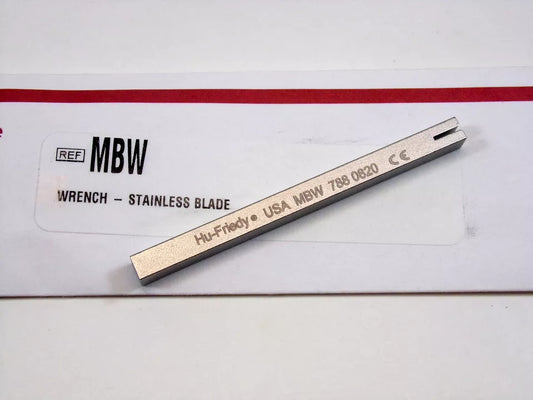 REF MBW
WRENCH – STAINLESS BLADE
Hu-Friedy® USA MBW 788 0620 CE